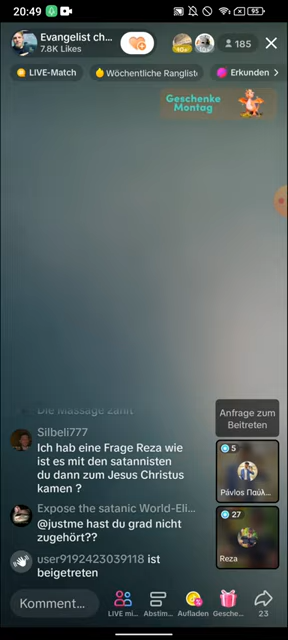 20:49
95
Evangelist ch...
7.8K Likes
185
LIVE-Match
Wöchentliche Ranglist
Erkunden
Geschenke
Montag
Die Massage zählt
Silbeli777
Ich hab eine Frage Reza wie
ist es mit den satannisten
du dann zum Jesus Christus
kamen ?
Expose the satanic World-Eli...
@justme hast du grad nicht
zugehört??
user9192423039118 ist
beigetreten
Anfrage zum
Beitreten
5
Pávlos Παύλ...
27
Reza
Komment...
LIVE mi...
Abstim...
Aufladen
Gesche...
23